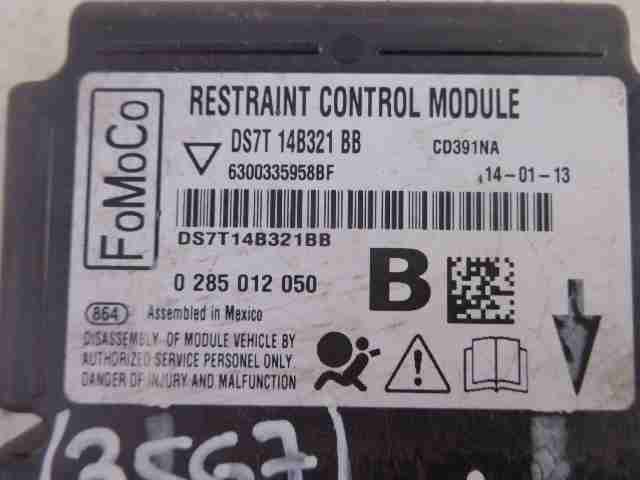 FoMoCo
RESTRAINT CONTROL MODULE
DS7T 14B321 BB CD391NA
6300335958BF 14-01-13
DS7T14B321BB
0 285 012 050 B
864 Assembled in Mexico
DISASSEMBLY OF MODULE VEHICLE BY
AUTHORIZED SERVICE PERSONEL ONLY.
DANGER OF INJURY AND MALFUNCTION